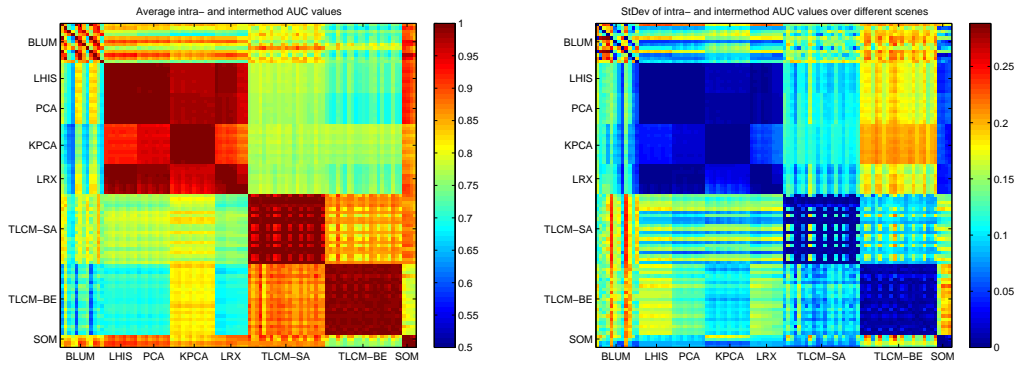 Average intra− and intermethod AUC values
BLUM
LHIS
PCA
KPCA
LRX
TLCM−SA
TLCM−BE
SOM
BLUM LHIS PCA KPCA LRX TLCM−SA TLCM−BE SOM
1
0.95
0.9
0.85
0.8
0.75
0.7
0.65
0.6
0.55
0.5
StDev of intra− and intermethod AUC values over different scenes
BLUM
LHIS
PCA
KPCA
LRX
TLCM−SA
TLCM−BE
SOM
BLUM LHIS PCA KPCA LRX TLCM−SA TLCM−BE SOM
0.25
0.2
0.15
0.1
0.05
0